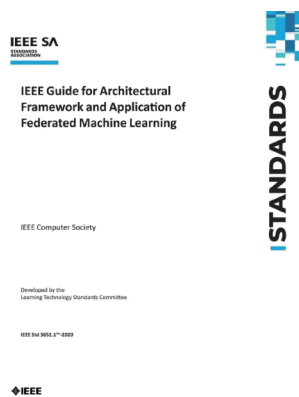 IEEE SA
STANDARDS
ASSOCIATION
IEEE Guide for Architectural
Framework and Application of
Federated Machine Learning
STANDARDS
IEEE Computer Society
Developed by the
Learning Technology Standards Committee
IEEE Std 3652.1™-2020
IEEE